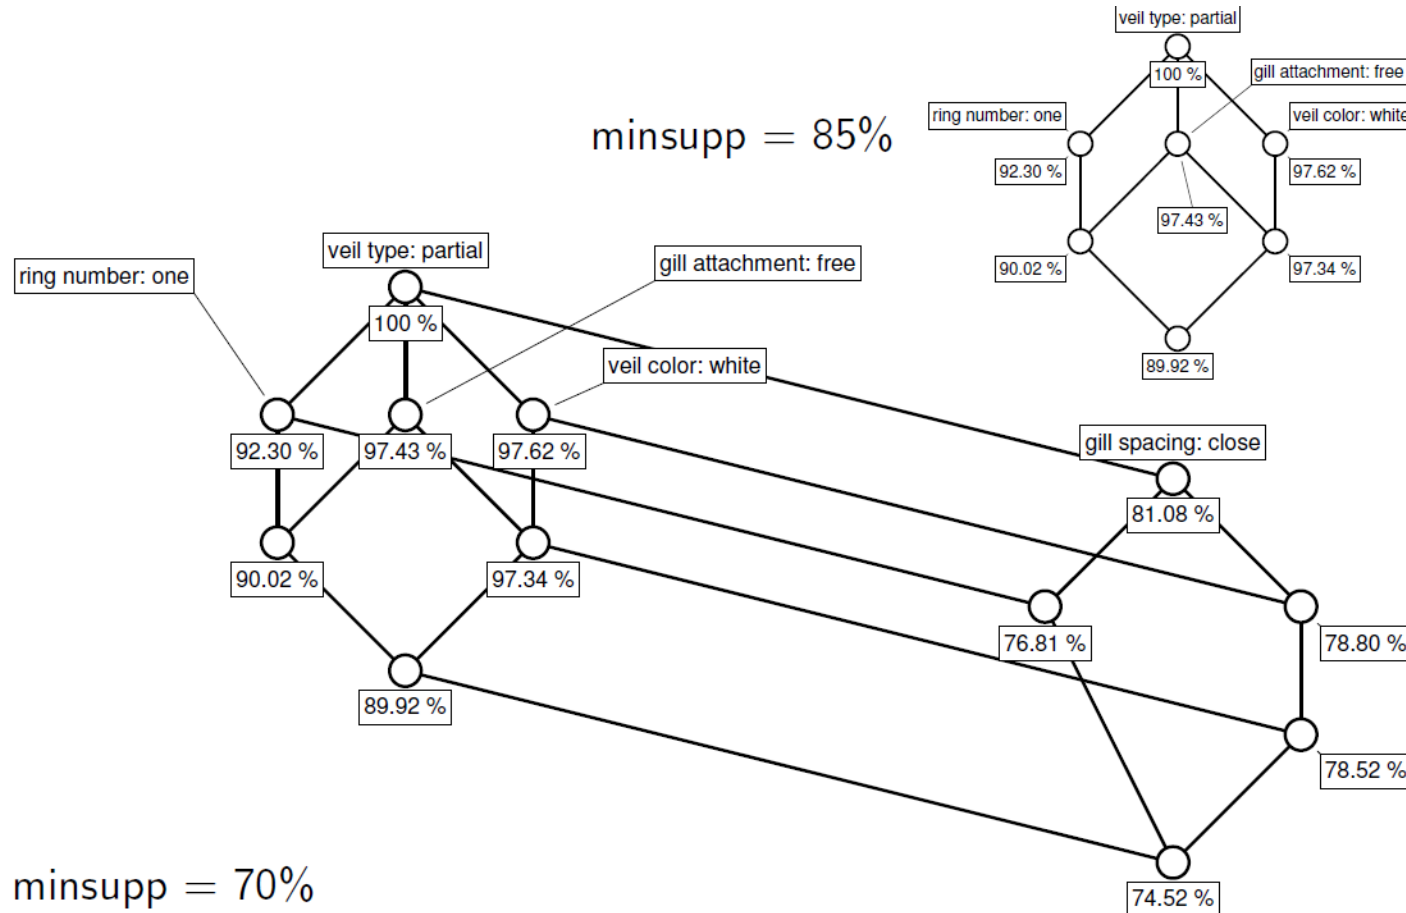 veil type: partial
100 %
gill attachment: free
ring number: one
veil color: white
minsupp = 85%
92.30 %
97.62 %
97.43 %
90.02 %
97.34 %
89.92 %
veil type: partial
gill attachment: free
ring number: one
100 %
veil color: white
92.30 %
97.43 %
97.62 %
gill spacing: close
81.08 %
90.02 %
97.34 %
76.81 %
78.80 %
89.92 %
78.52 %
minsupp = 70%
74.52 %